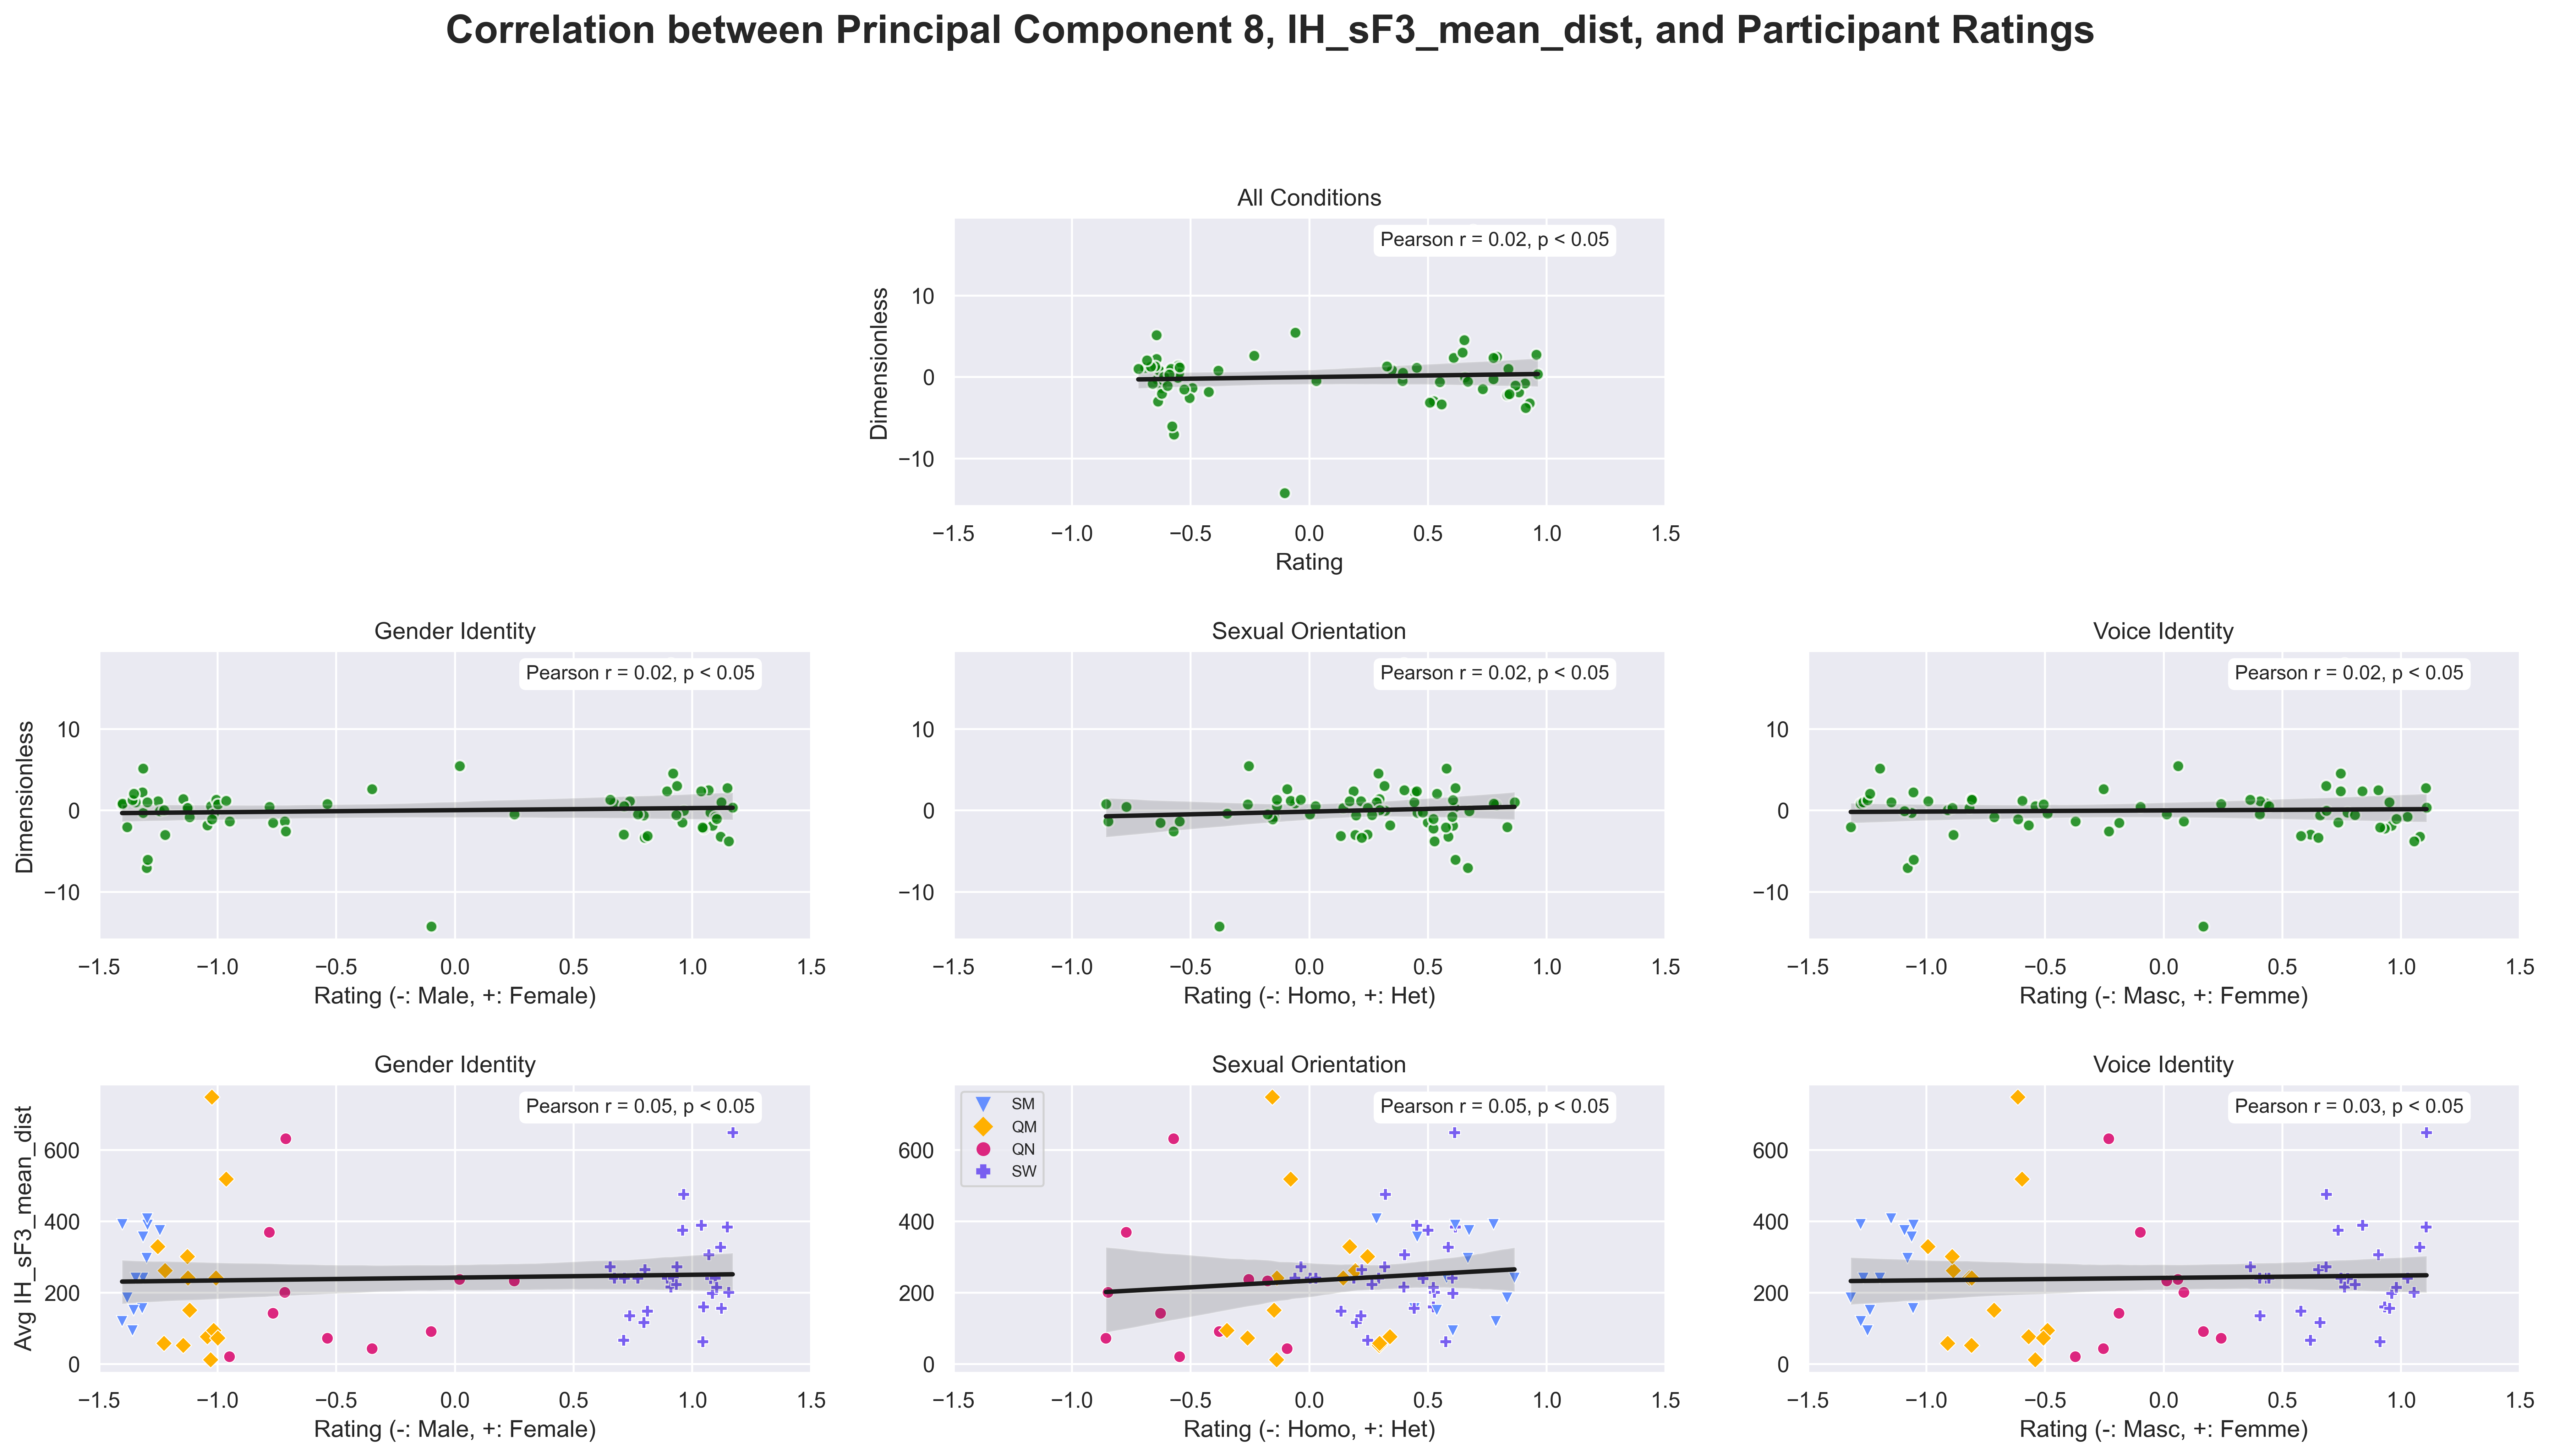 Correlation between Principal Component 8, IH_sF3_mean_dist, and Participant Ratings
All Conditions
Pearson r = 0.02, p < 0.05
Dimensionless
10
0
−10
−1.5 −1.0 −0.5 0.0 0.5 1.0 1.5
Rating
Gender Identity
Pearson r = 0.02, p < 0.05
Dimensionless
10
0
−10
−1.5 −1.0 −0.5 0.0 0.5 1.0 1.5
Rating (-: Male, +: Female)
Sexual Orientation
Pearson r = 0.02, p < 0.05
10
0
−10
−1.5 −1.0 −0.5 0.0 0.5 1.0 1.5
Rating (-: Homo, +: Het)
Voice Identity
Pearson r = 0.02, p < 0.05
10
0
−10
−1.5 −1.0 −0.5 0.0 0.5 1.0 1.5
Rating (-: Masc, +: Femme)
Gender Identity
Pearson r = 0.05, p < 0.05
Avg IH_sF3_mean_dist
600
400
200
0
−1.5 −1.0 −0.5 0.0 0.5 1.0 1.5
Rating (-: Male, +: Female)
Sexual Orientation
Pearson r = 0.05, p < 0.05
SM
QM
QN
SW
600
400
200
0
−1.5 −1.0 −0.5 0.0 0.5 1.0 1.5
Rating (-: Homo, +: Het)
Voice Identity
Pearson r = 0.03, p < 0.05
600
400
200
0
−1.5 −1.0 −0.5 0.0 0.5 1.0 1.5
Rating (-: Masc, +: Femme)